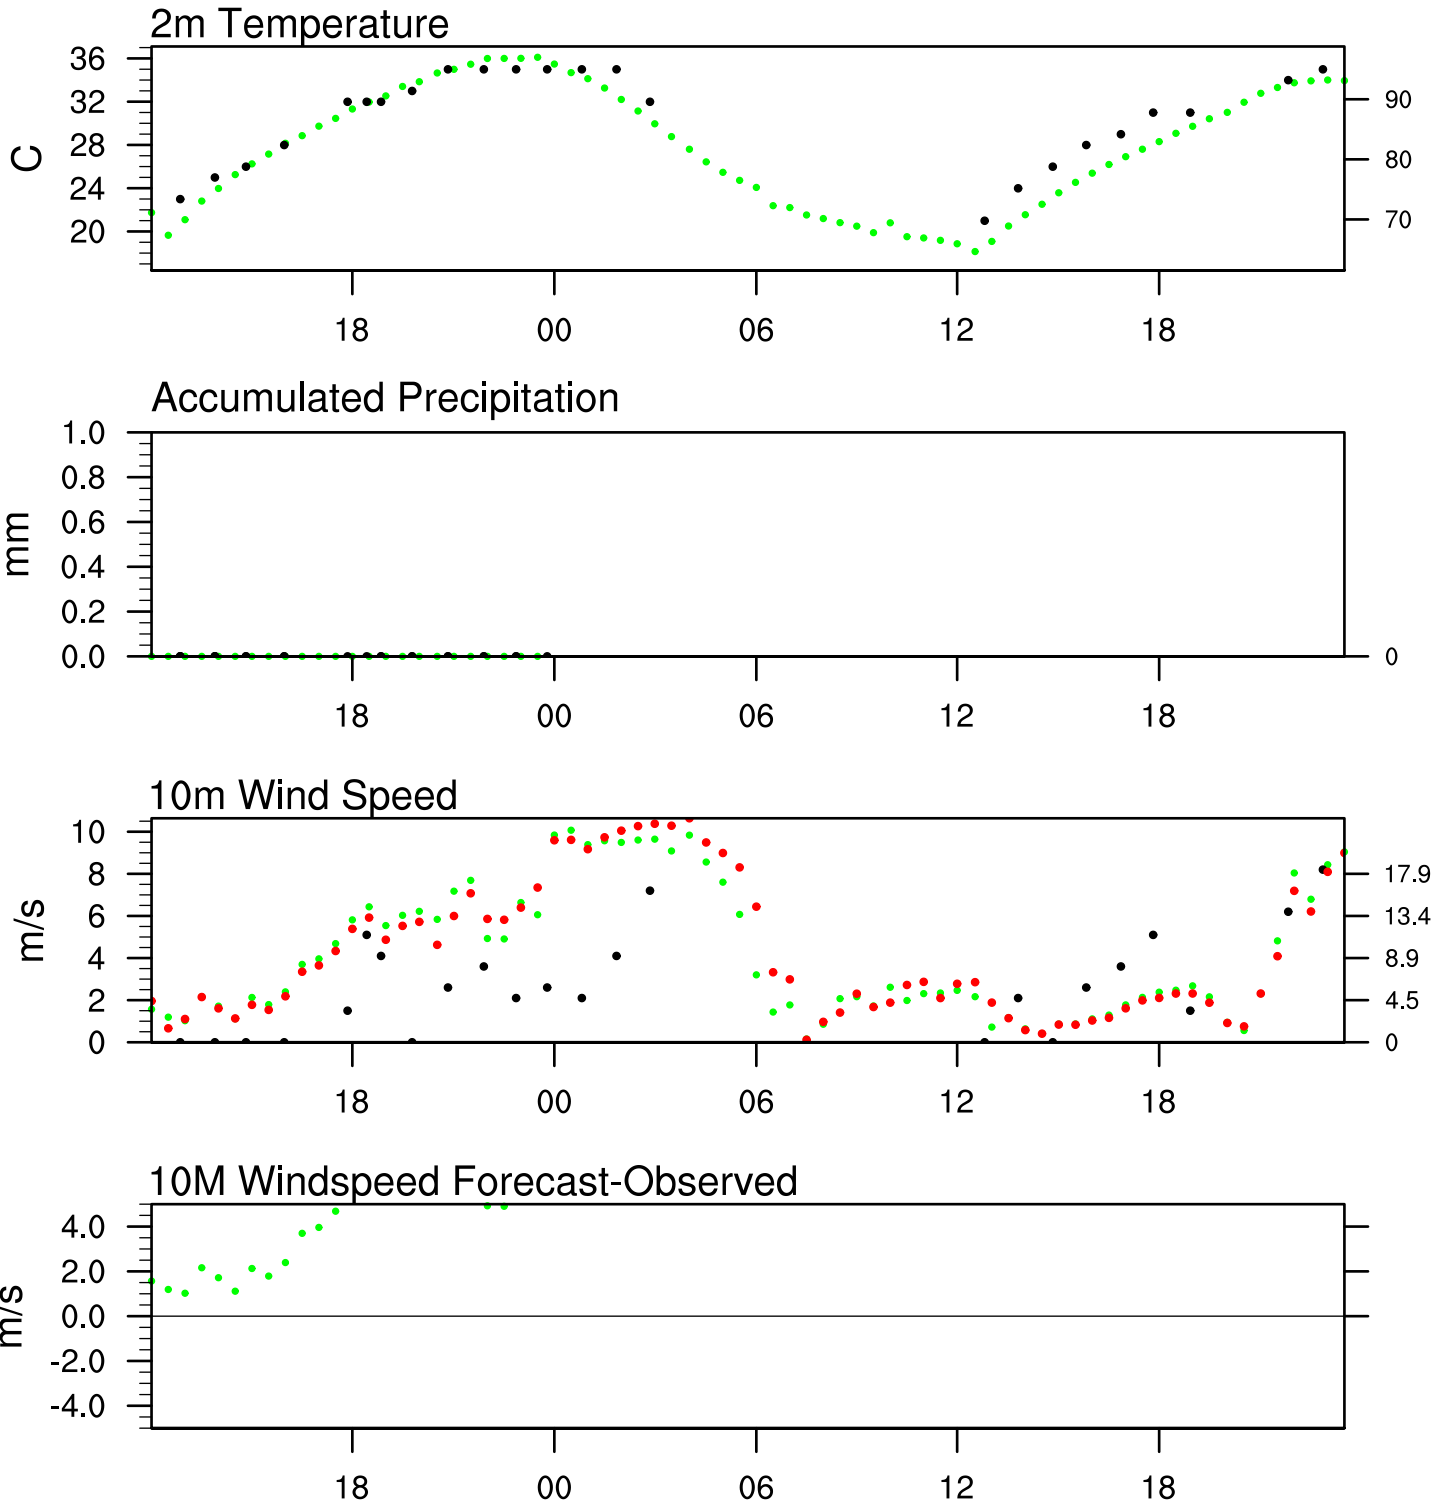 2m Temperature
36
32
28
24
20
C
90
80
70
18 00 06 12 18
Accumulated Precipitation
1.0
0.8
0.6
0.4
0.2
0.0
mm
0
18 00 06 12 18
10m Wind Speed
10
8
6
4
2
0
m/s
17.9
13.4
8.9
4.5
0
18 00 06 12 18
10M Windspeed Forecast-Observed
4.0
2.0
0.0
-2.0
-4.0
m/s
18 00 06 12 18